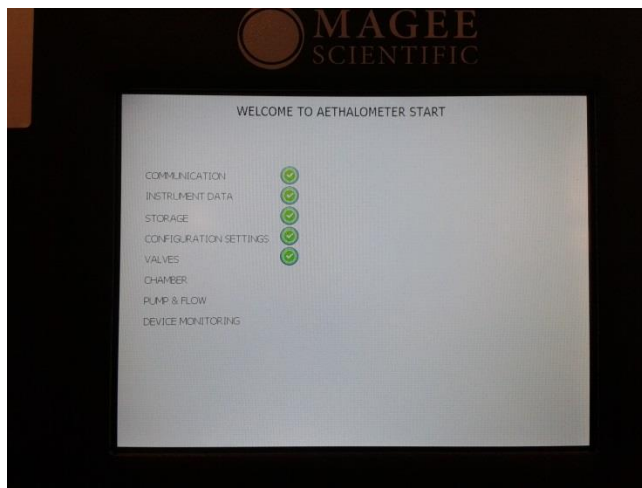 MAGEE
SCIENTIFIC
WELCOME TO AETHALOMETER START
COMMUNICATION
INSTRUMENT DATA
STORAGE
CONFIGURATION SETTINGS
VALVES
CHAMBER
PUMP & FLOW
DEVICE MONITORING